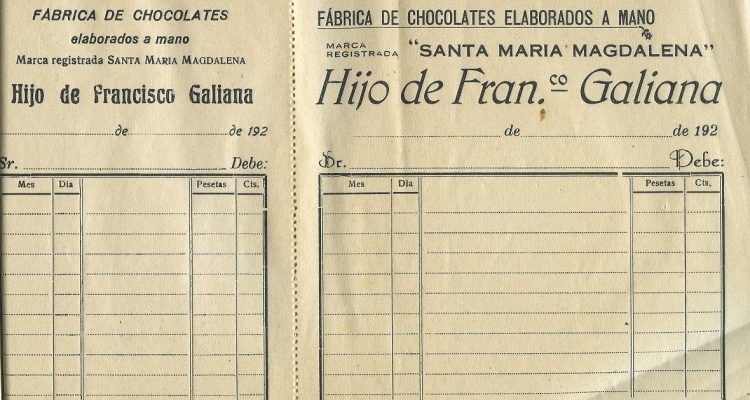 FÁBRICA DE CHOCOLATES
elaborados a mano
Marca registrada SANTA MARIA MAGDALENA
Hijo de Francisco Galiana
de de 192
Sr. Debe:
Mes Dia Pesetas Cts.
FÁBRICA DE CHOCOLATES ELABORADOS A MANO
MARCA REGISTRADA "SANTA MARIA MAGDALENA"
Hijo de Fran.co Galiana
de de 192
Sr. Debe:
Mes Dia Pesetas Cts.